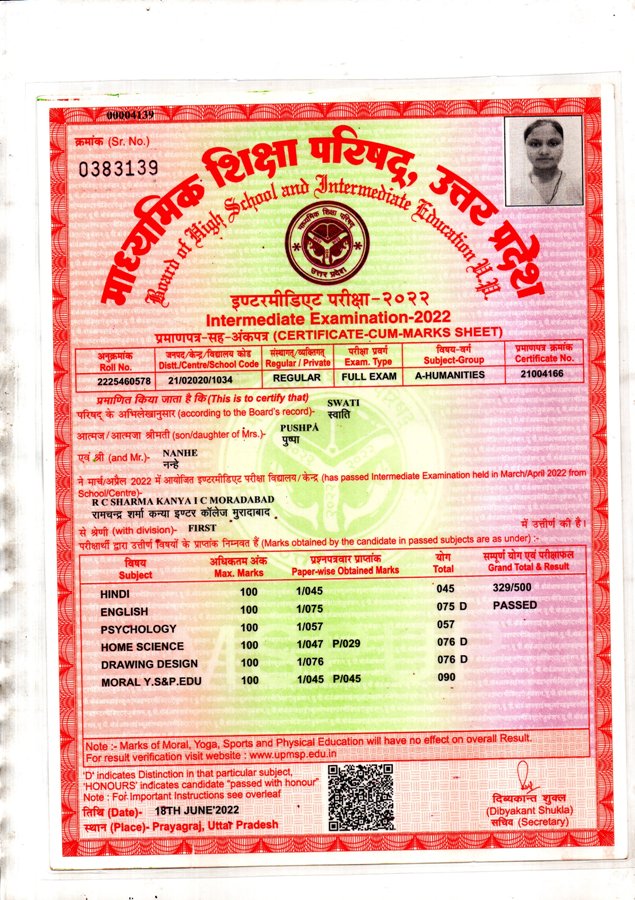 00004139
क्रमांक (Sr. No.)
0383139
माध्यमिक शिक्षा परिषद्, उत्तर प्रदेश
Board of High School and Intermediate Education U.P.
माध्यमिक शिक्षा परिषद्
उत्तर प्रदेश
इण्टरमीडिएट परीक्षा-२०२२
Intermediate Examination-2022
प्रमाणपत्र-सह-अंकपत्र (CERTIFICATE-CUM-MARKS SHEET)
अनुक्रमांक जनपद/केन्द्र/विद्यालय कोड संस्थागत/व्यक्तिगत परीक्षा प्रवर्ग विषय-वर्ग प्रमाणपत्र क्रमांक
Roll No. Distt./Centre/School Code Regular / Private Exam. Type Subject-Group Certificate No.
2225460578 21/02020/1034 REGULAR FULL EXAM A-HUMANITIES 21004166
प्रमाणित किया जाता है कि(This is to certify that) SWATI
परिषद् के अभिलेखानुसार (according to the Board's record)- स्वाति
आत्मज/आत्मजा श्रीमती (son/daughter of Mrs.)- PUSHPA
पुष्पा
एवं श्री (and Mr.)- NANHE
नन्हे
ने मार्च/अप्रैल 2022 में आयोजित इण्टरमीडिएट परीक्षा विद्यालय/केन्द्र (has passed Intermediate Examination held in March/April 2022 from
School/Centre)-
R C SHARMA KANYA I C MORADABAD
रामचन्द्र शर्मा कन्या इण्टर कॉलेज मुरादाबाद
से श्रेणी (with division)- FIRST में उत्तीर्ण की है।
परीक्षार्थी द्वारा उत्तीर्ण विषयों के प्राप्तांक निम्नवत हैं (Marks obtained by the candidate in passed subjects are as under) :-
विषय अधिकतम अंक प्रश्नपत्रवार प्राप्तांक योग सम्पूर्ण योग एवं परीक्षाफल
Subject Max. Marks Paper-wise Obtained Marks Total Grand Total & Result
HINDI 100 1/045 045 329/500
ENGLISH 100 1/075 075 D PASSED
PSYCHOLOGY 100 1/057 057
HOME SCIENCE 100 1/047 P/029 076 D
DRAWING DESIGN 100 1/076 076 D
MORAL Y.S&P.EDU 100 1/045 P/045 090
Note :- Marks of Moral, Yoga, Sports and Physical Education will have no effect on overall Result.
For result verification visit website : www.upmsp.edu.in
'D' indicates Distinction in that particular subject,
'HONOURS' indicates candidate "passed with honour"
Note : For Important Instructions see overleaf
तिथि (Date)- 18TH JUNE'2022
स्थान (Place)- Prayagraj, Uttar Pradesh
दिब्यकान्त शुक्ल
(Dibyakant Shukla)
सचिव (Secretary)